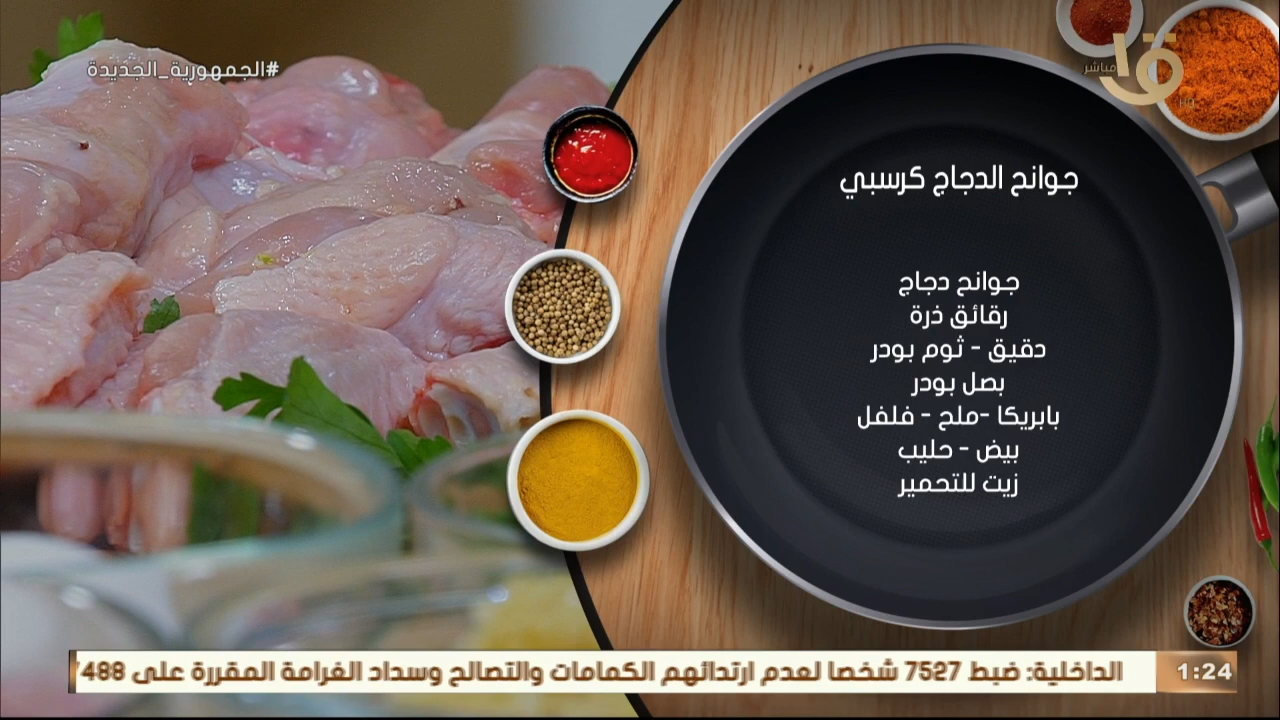 #الجمهورية_الجديدة
مباشر
HD
جوانح الدجاج كرسبي
جوانح دجاج
رقائق ذرة
دقيق - ثوم بودر
بصل بودر
بابريكا -ملح - فلفل
بيض - حليب
زيت للتحمير
الداخلية: ضبط 7527 شخصا لعدم ارتدائهم الكمامات والتصالح وسداد الغرامة المقررة على 488
1:24